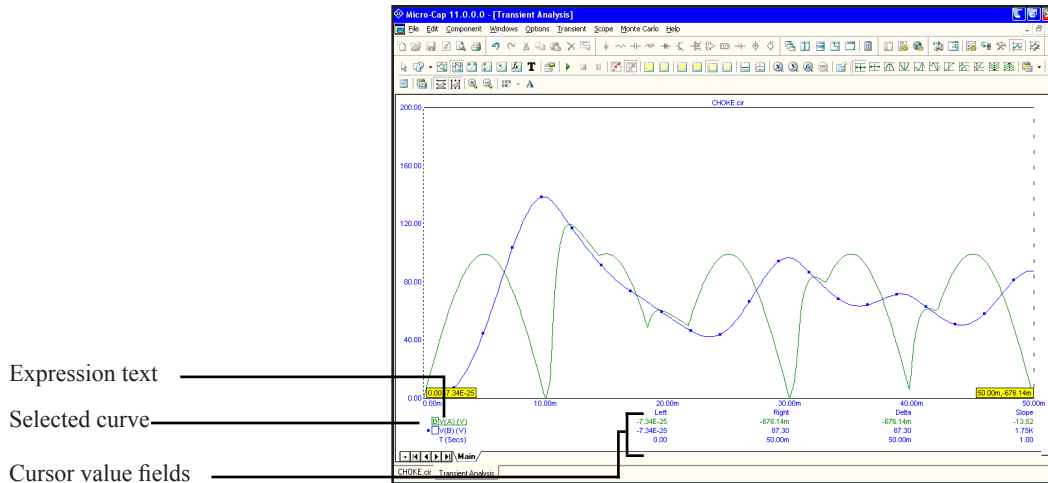 Micro-Cap 11.0.0.0 - [Transient Analysis]
File Edit Component Windows Options Transient Scope Monte Carlo Help
CHOKE.cir
200.00
160.00
120.00
80.00
40.00
0.00
0.00,-7.34E-25
50.00m,-676.14m
0.00m 10.00m 20.00m 30.00m 40.00m 50.00m
Left Right Delta Slope
V(A) (V) -7.34E-25 -676.14m -676.14m -13.52
V(B) (V) -7.34E-25 87.30 87.30 1.75K
T (Secs) 0.00 50.00m 50.00m 1.00
Main
CHOKE.cir Transient Analysis
Expression text
Selected curve
Cursor value fields